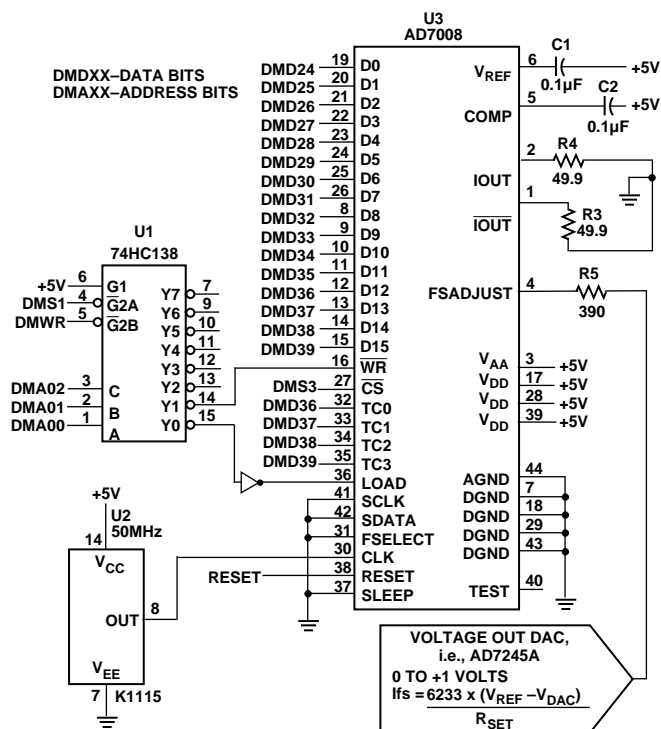 U3
AD7008
DMDXX–DATA BITS
DMAXX–ADDRESS BITS
DMD24 19 D0
DMD25 20 D1
DMD26 21 D2
DMD27 22 D3
DMD28 23 D4
DMD29 24 D5
DMD30 25 D6
DMD31 26 D7
DMD32 8 D8
DMD33 9 D9
DMD34 10 D10
DMD35 11 D11
DMD36 12 D12
DMD37 13 D13
DMD38 14 D14
DMD39 15 D15
16 WR
DMS3 27 CS
DMD36 32 TC0
DMD37 33 TC1
DMD38 34 TC2
DMD39 35 TC3
36 LOAD
41 SCLK
42 SDATA
31 FSELECT
30 CLK
RESET 38 RESET
37 SLEEP
VREF 6 C1 +5V
0.1µF
COMP 5 C2 +5V
0.1µF
IOUT 2 R4
49.9
IOUT 1 R3
49.9
FSADJUST 4 R5
390
VAA 3 +5V
VDD 17 +5V
VDD 28 +5V
VDD 39 +5V
AGND 44
DGND 7
DGND 18
DGND 29
DGND 43
TEST 40
U1
74HC138
+5V 6 G1
DMS1 4 G2A
DMWR 5 G2B
DMA02 3 C
DMA01 2 B
DMA00 1 A
Y7 7
Y6 9
Y5 10
Y4 11
Y3 12
Y2 13
Y1 14
Y0 15
+5V
U2
50MHz
14
VCC
OUT 8
VEE
7 K1115
VOLTAGE OUT DAC,
i.e., AD7245A
0 TO +1 VOLTS
Ifs = 6233 x (VREF –VDAC)
RSET